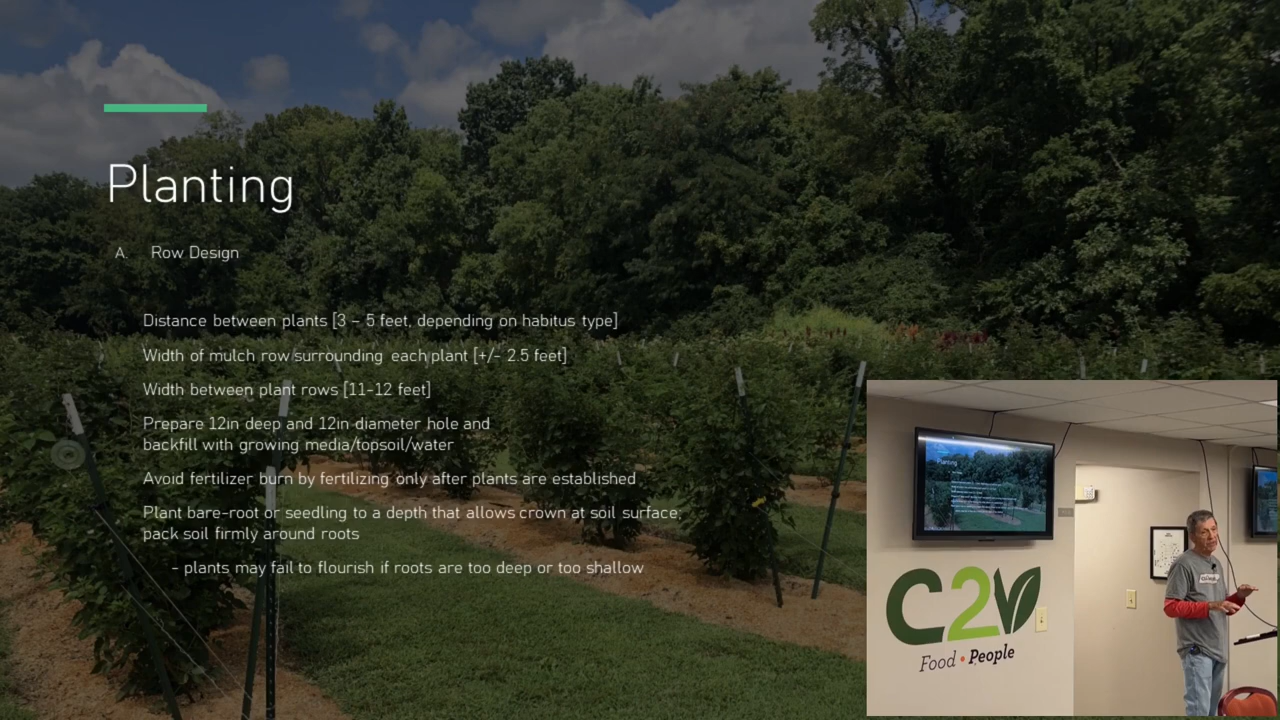 Planting
A. Row Design
Distance between plants [3 – 5 feet, depending on habitus type]
Width of mulch row surrounding each plant [+/- 2.5 feet]
Width between plant rows [11-12 feet]
Prepare 12in deep and 12in diameter hole and
backfill with growing media/topsoil/water
Avoid fertilizer burn by fertilizing only after plants are established
Plant bare-root or seedling to a depth that allows crown at soil surface;
pack soil firmly around roots
– plants may fail to flourish if roots are too deep or too shallow
Planting
C2V
Food • People